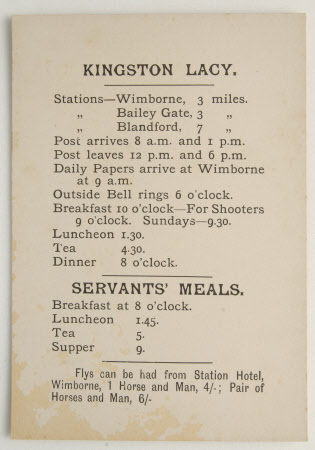 KINGSTON LACY.
Stations—Wimborne, 3 miles.
„ Bailey Gate, 3 „
„ Blandford, 7 „
Post arrives 8 a.m. and 1 p.m.
Post leaves 12 p.m. and 6 p.m.
Daily Papers arrive at Wimborne
at 9 a.m.
Outside Bell rings 6 o'clock.
Breakfast 10 o'clock—For Shooters
9 o'clock. Sundays—9.30.
Luncheon 1.30.
Tea 4.30.
Dinner 8 o'clock.
SERVANTS' MEALS.
Breakfast at 8 o'clock.
Luncheon 1.45.
Tea 5.
Supper 9.
Flys can be had from Station Hotel,
Wimborne, 1 Horse and Man, 4/-; Pair of
Horses and Man, 6/-